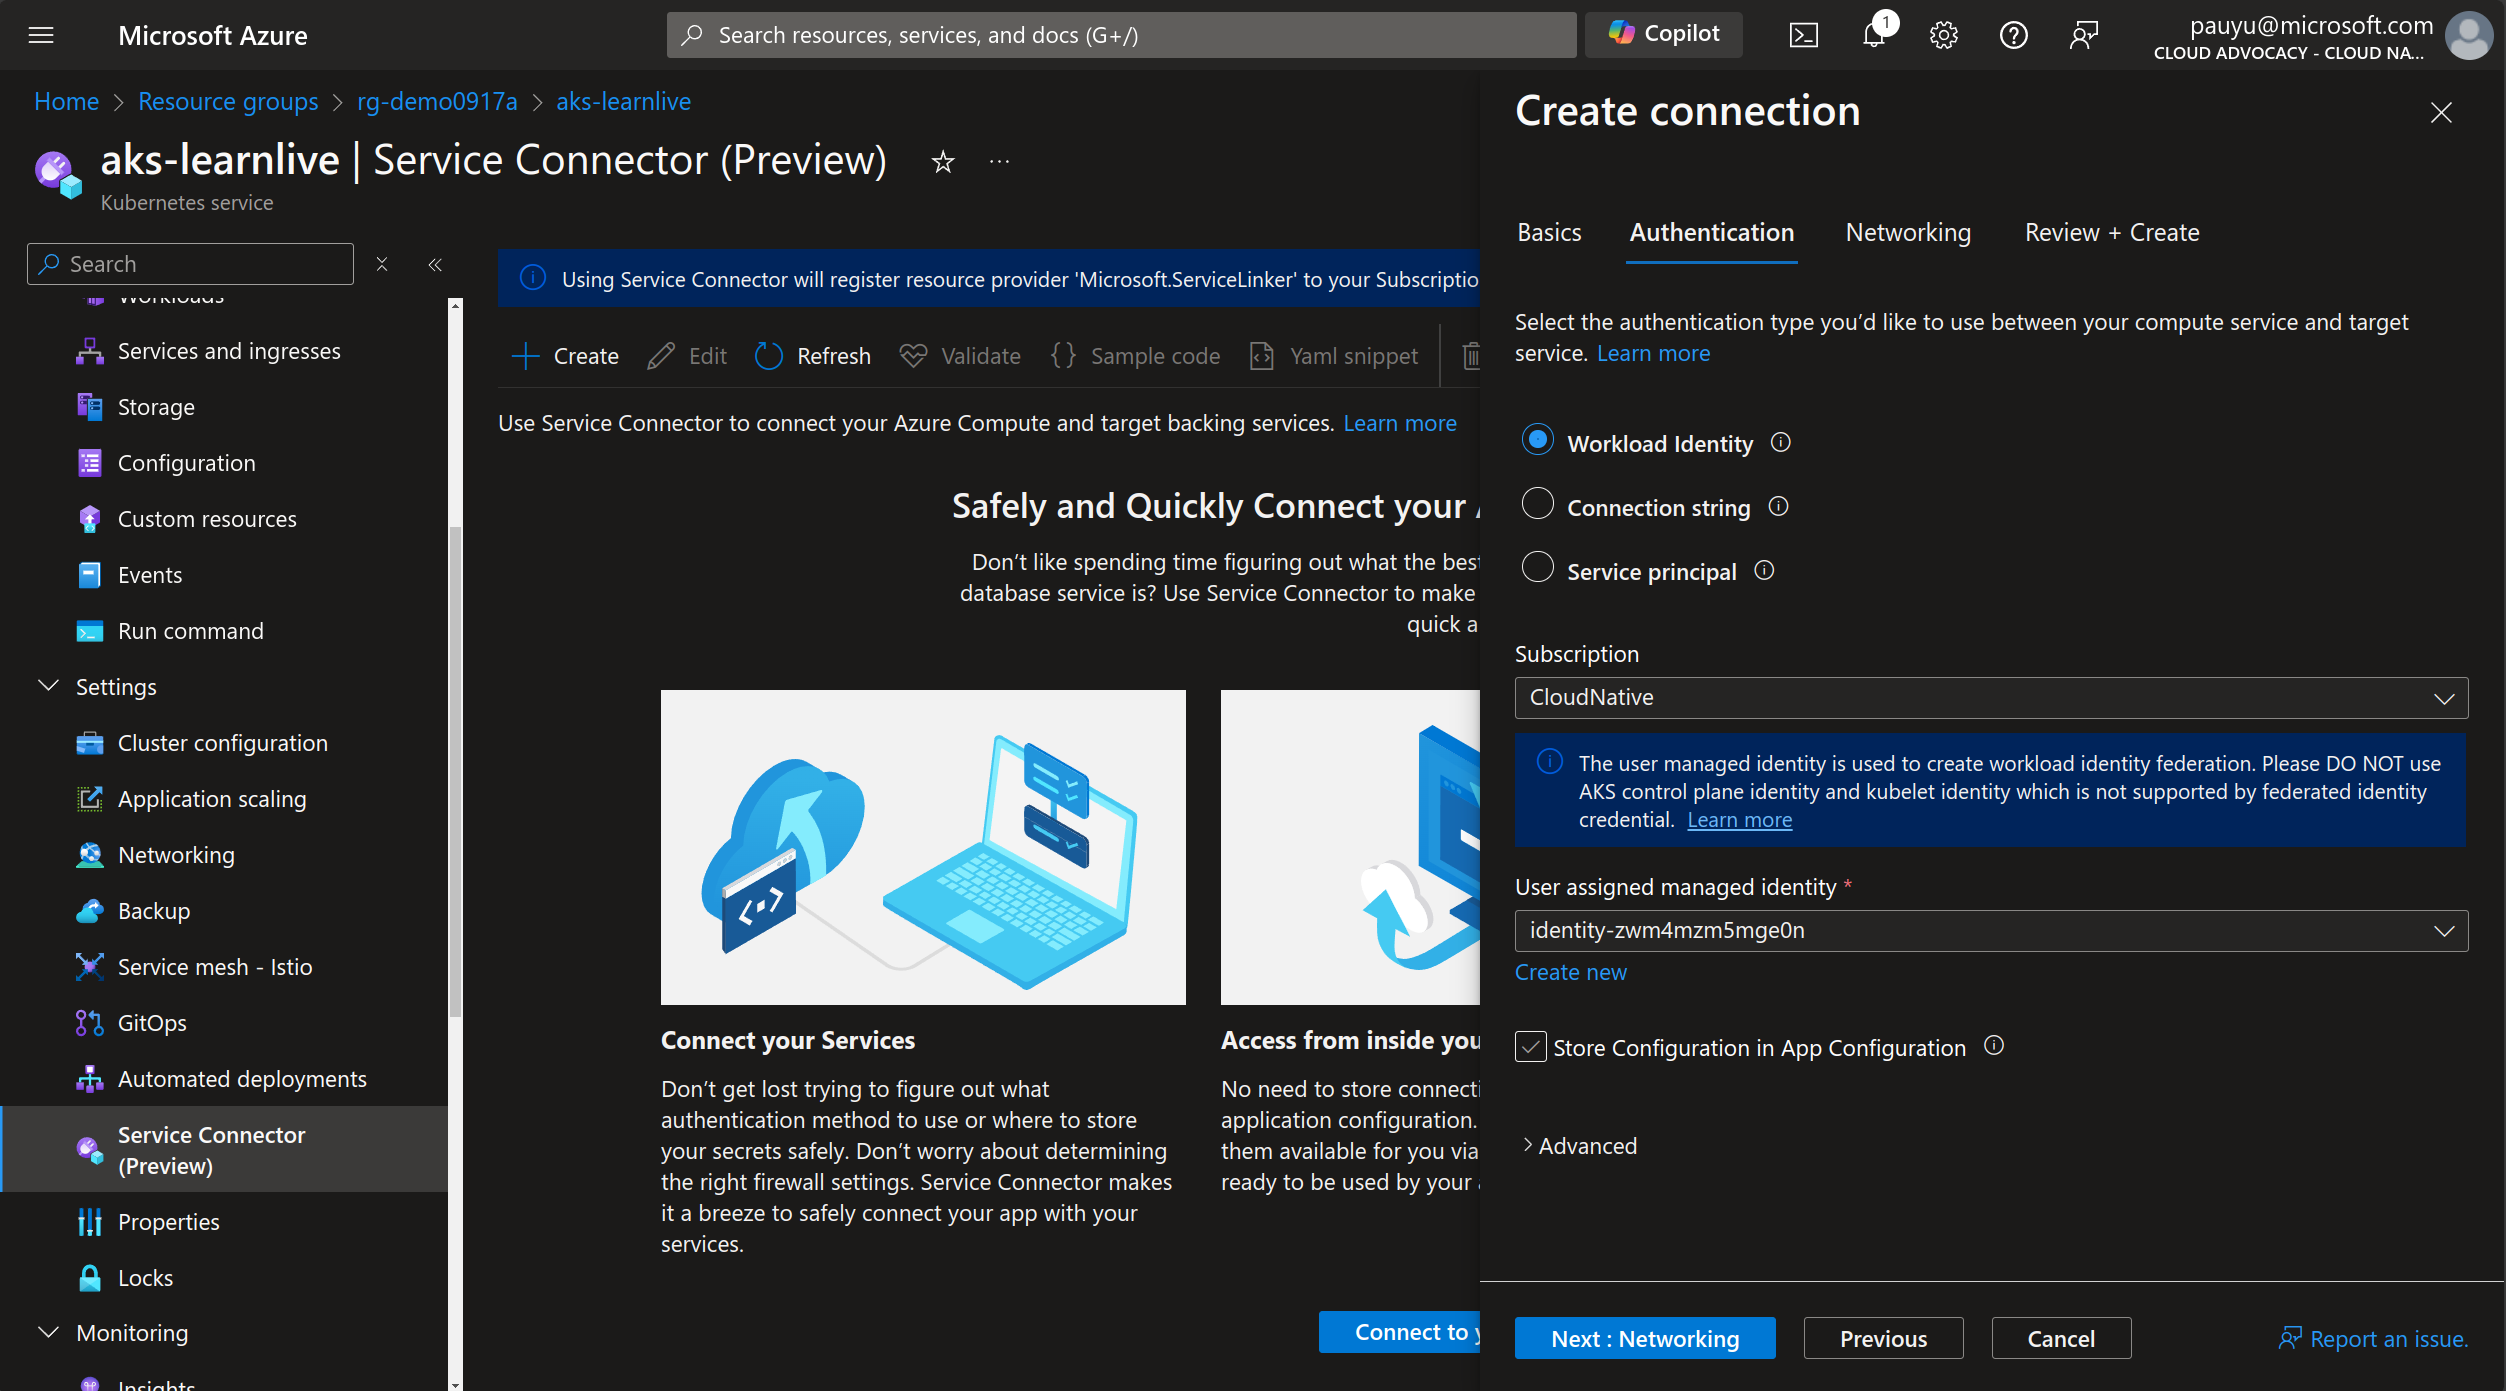 Microsoft Azure
Search resources, services, and docs (G+/)
Copilot
1
pauyu@microsoft.com
CLOUD ADVOCACY - CLOUD NA...
Home > Resource groups > rg-demo0917a > aks-learnlive
aks-learnlive | Service Connector (Preview)
Kubernetes service
Search
Workloads
Services and ingresses
Storage
Configuration
Custom resources
Events
Run command
Settings
Cluster configuration
Application scaling
Networking
Backup
Service mesh - Istio
GitOps
Automated deployments
Service Connector
(Preview)
Properties
Locks
Monitoring
Insights
Using Service Connector will register resource provider 'Microsoft.ServiceLinker' to your Subscriptio
Create
Edit
Refresh
Validate
Sample code
Yaml snippet
Use Service Connector to connect your Azure Compute and target backing services. Learn more
Safely and Quickly Connect your
Don't like spending time figuring out what the best
database service is? Use Service Connector to make
quick a
Connect your Services
Don't get lost trying to figure out what
authentication method to use or where to store
your secrets safely. Don't worry about determining
the right firewall settings. Service Connector makes
it a breeze to safely connect your app with your
services.
Access from inside you
No need to store connecti
application configuration.
them available for you via
ready to be used by your
Connect to y
Create connection
Basics
Authentication
Networking
Review + Create
Select the authentication type you'd like to use between your compute service and target
service. Learn more
Workload Identity
Connection string
Service principal
Subscription
CloudNative
The user managed identity is used to create workload identity federation. Please DO NOT use
AKS control plane identity and kubelet identity which is not supported by federated identity
credential. Learn more
User assigned managed identity *
identity-zwm4mzm5mge0n
Create new
Store Configuration in App Configuration
Advanced
Next : Networking
Previous
Cancel
Report an issue.